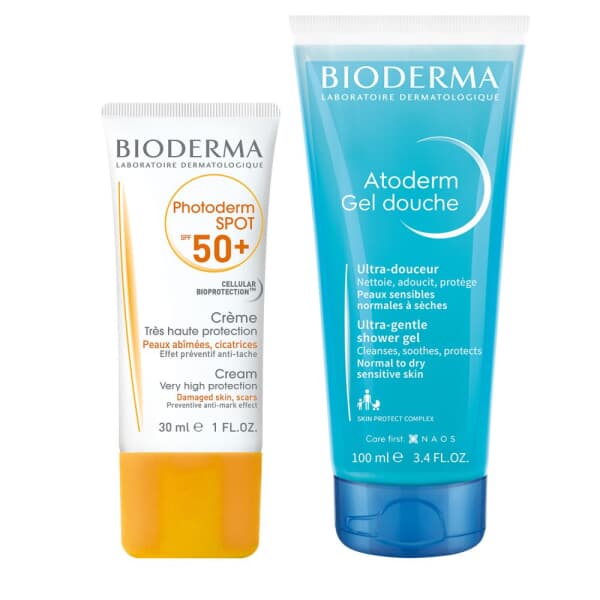 BIODERMA
LABORATOIRE DERMATOLOGIQUE
Photoderm
SPOT
SPF 50+
CELLULAR
BIOPROTECTION™
Crème
Très haute protection
Peaux abîmées, cicatrices
Effet préventif anti-tache
Cream
Very high protection
Damaged skin, scars
Preventive anti-mark effect
30 ml e 1 FL.OZ.
BIODERMA
LABORATOIRE DERMATOLOGIQUE
Atoderm
Gel douche
Ultra-douceur
Nettoie, adoucit, protège
Peaux sensibles
normales à sèches
Ultra-gentle
shower gel
Cleanses, soothes, protects
Normal to dry
sensitive skin
SKIN PROTECT COMPLEX
Care first. NAOS
100 ml e 3.4 FL.OZ.